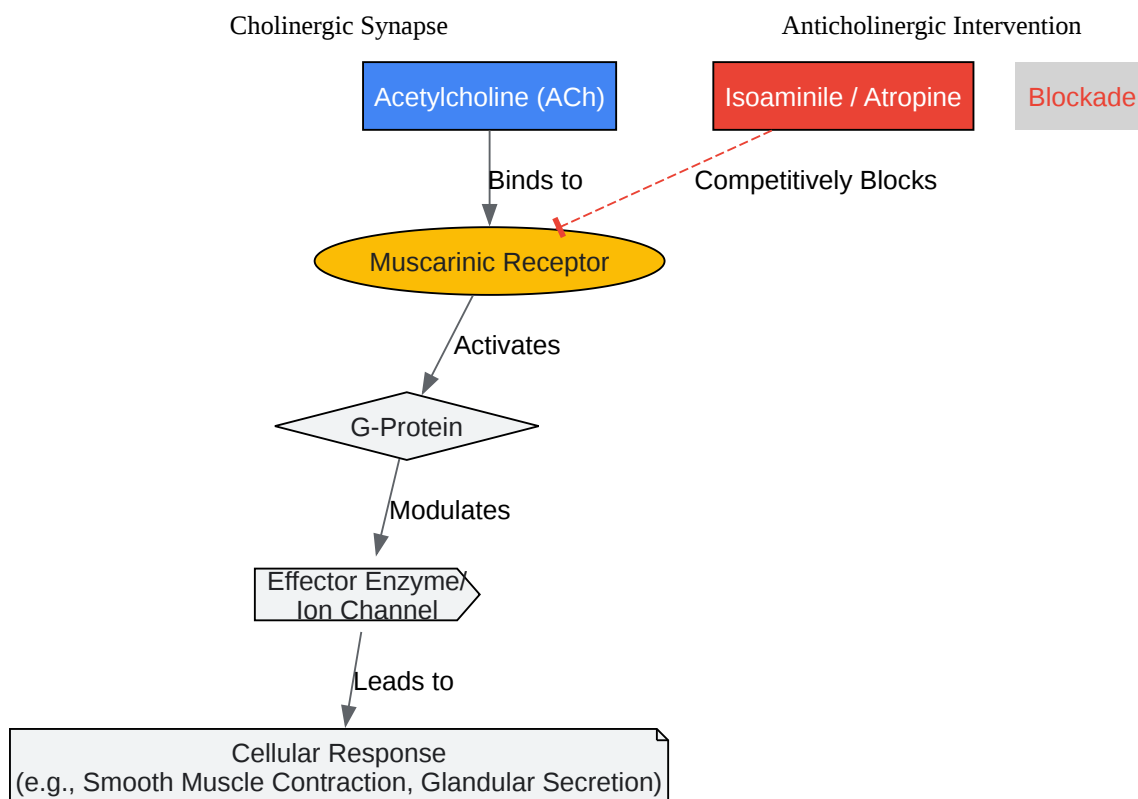 Cholinergic Synapse
Anticholinergic Intervention
Acetylcholine (ACh)
Isoaminile / Atropine
Blockade
Binds to
Competitively Blocks
Muscarinic Receptor
Activates
G-Protein
Modulates
Effector Enzyme/
Ion Channel
Leads to
Cellular Response
(e.g., Smooth Muscle Contraction, Glandular Secretion)